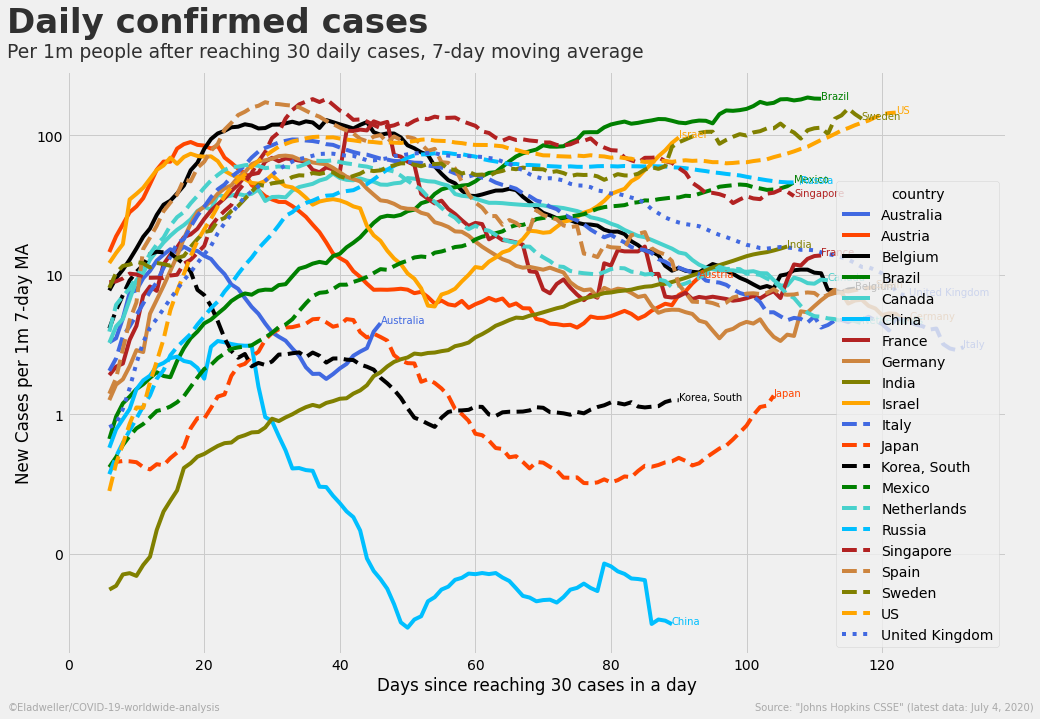 Daily confirmed cases
Per 1m people after reaching 30 daily cases, 7-day moving average
New Cases per 1m 7-day MA
100
10
1
0
Brazil
US
Sweden
Israel
Mexico
Russia
Singapore
India
France
Canada
Austria
Belgium
United Kingdom
Germany
Italy
Australia
Korea, South
Japan
China
country
Australia
Austria
Belgium
Brazil
Canada
China
France
Germany
India
Israel
Italy
Japan
Korea, South
Mexico
Netherlands
Russia
Singapore
Spain
Sweden
US
United Kingdom
0 20 40 60 80 100 120
Days since reaching 30 cases in a day
©Eladweller/COVID-19-worldwide-analysis
Source: "Johns Hopkins CSSE" (latest data: July 4, 2020)